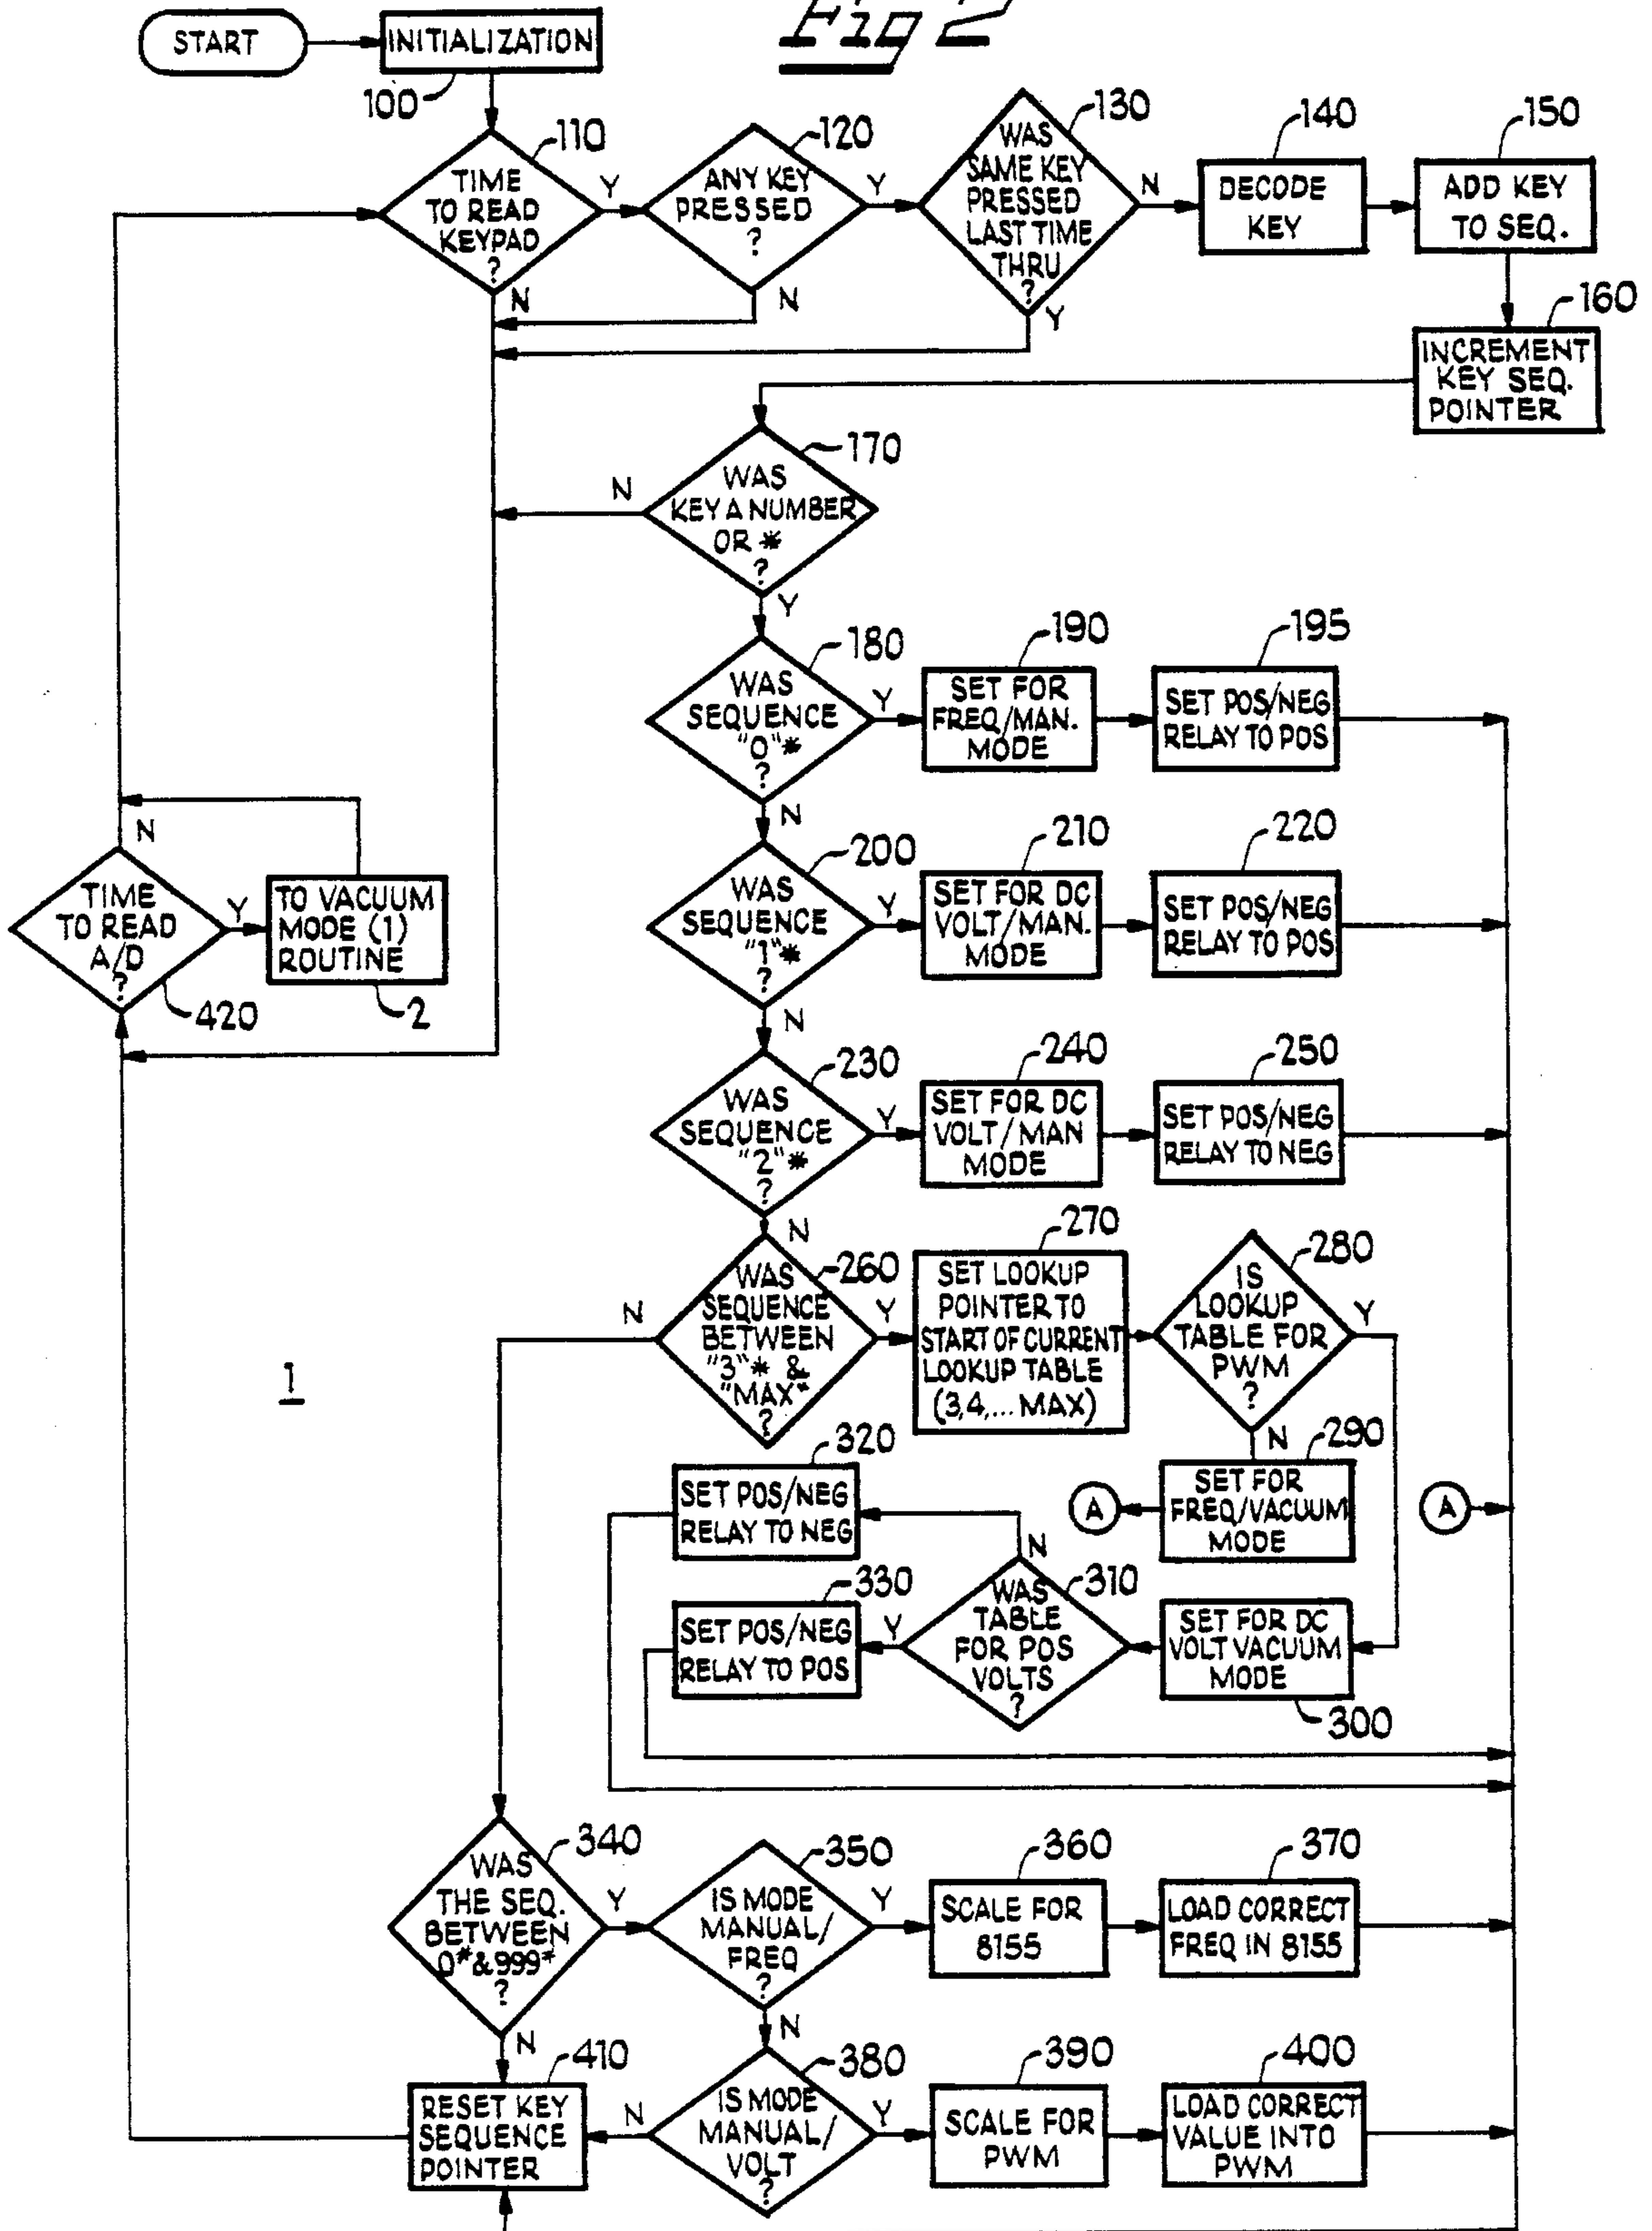 Fig 2
START
INITIALIZATION
100
110
TIME
TO READ
KEYPAD
?
Y
N
120
ANY KEY
PRESSED
?
Y
N
130
WAS
SAME KEY
PRESSED
LAST TIME
THRU
?
N
Y
140
DECODE
KEY
150
ADD KEY
TO SEQ.
160
INCREMENT
KEY SEQ.
POINTER
170
WAS
KEY A NUMBER
OR *
?
N
Y
180
WAS
SEQUENCE
"0"*
?
Y
N
190
SET FOR
FREQ/MAN.
MODE
195
SET POS/NEG
RELAY TO POS
200
WAS
SEQUENCE
"1"*
?
Y
N
210
SET FOR DC
VOLT/MAN.
MODE
220
SET POS/NEG
RELAY TO POS
N
TIME
TO READ
A/D
?
420
Y
TO VACUUM
MODE (1)
ROUTINE
2
230
WAS
SEQUENCE
"2"*
?
Y
N
240
SET FOR DC
VOLT/MAN
MODE
250
SET POS/NEG
RELAY TO NEG
260
WAS
SEQUENCE
BETWEEN
"3"* &
"MAX"
?
N
Y
270
SET LOOKUP
POINTER TO
START OF CURRENT
LOOKUP TABLE
(3,4,... MAX)
280
IS
LOOKUP
TABLE FOR
PWM
?
Y
N
1
290
SET FOR
FREQ/VACUUM
MODE
A
A
320
SET POS/NEG
RELAY TO NEG
330
SET POS/NEG
RELAY TO POS
310
WAS
TABLE
FOR POS
VOLTS
?
N
Y
SET FOR DC
VOLT VACUUM
MODE
300
340
WAS
THE SEQ.
BETWEEN
0*&999*
?
Y
N
350
IS MODE
MANUAL/
FREQ
?
Y
N
360
SCALE FOR
8155
370
LOAD CORRECT
FREQ IN 8155
410
RESET KEY
SEQUENCE
POINTER
380
IS MODE
MANUAL/
VOLT
?
N
Y
390
SCALE FOR
PWM
400
LOAD CORRECT
VALUE INTO
PWM